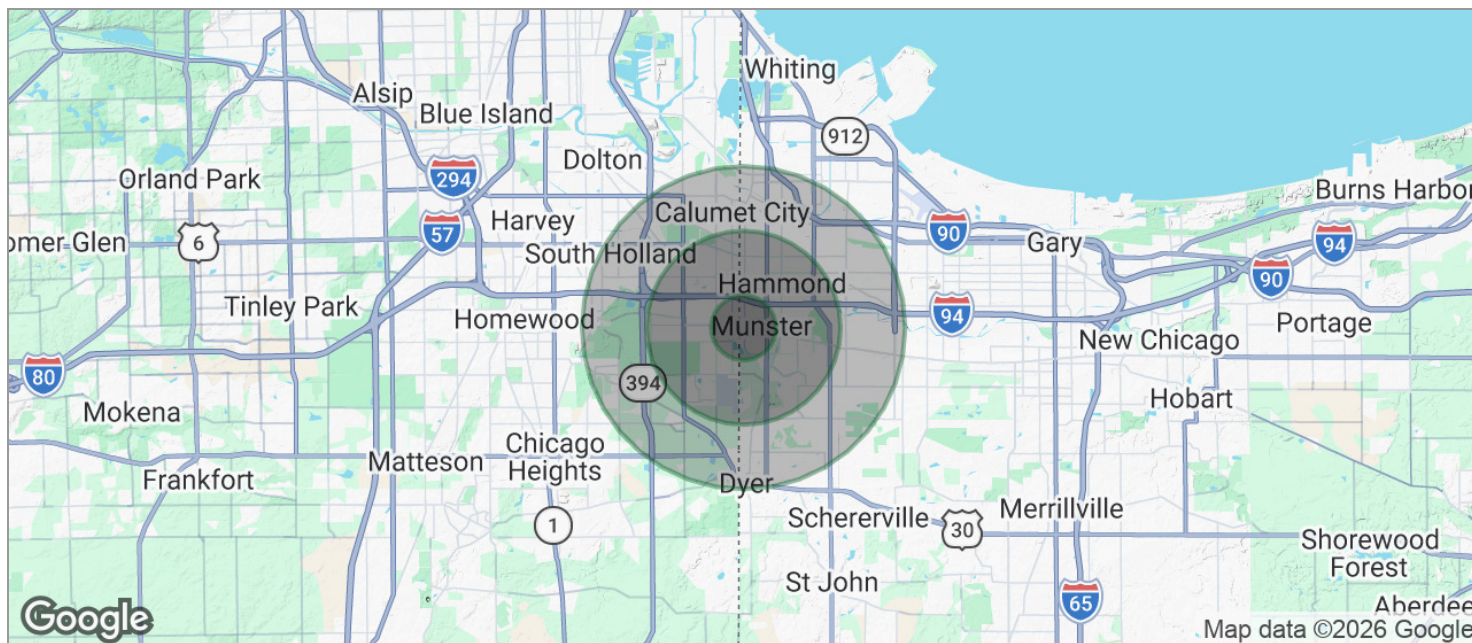 Whiting
Alsip
Blue Island
912
Dolton
294
Orland Park
Burns Harbor
Calumet City
Harvey
57
6
omer Glen
90
Gary
94
South Holland
90
Hammond
Tinley Park
Homewood
94
Munster
Portage
New Chicago
80
394
Hobart
Mokena
Chicago
Heights
Matteson
Frankfort
Dyer
Merrillville
Schererville
1
30
Shorewood
Forest
St John
65
Aberdee
Google
Map data ©2026 Google